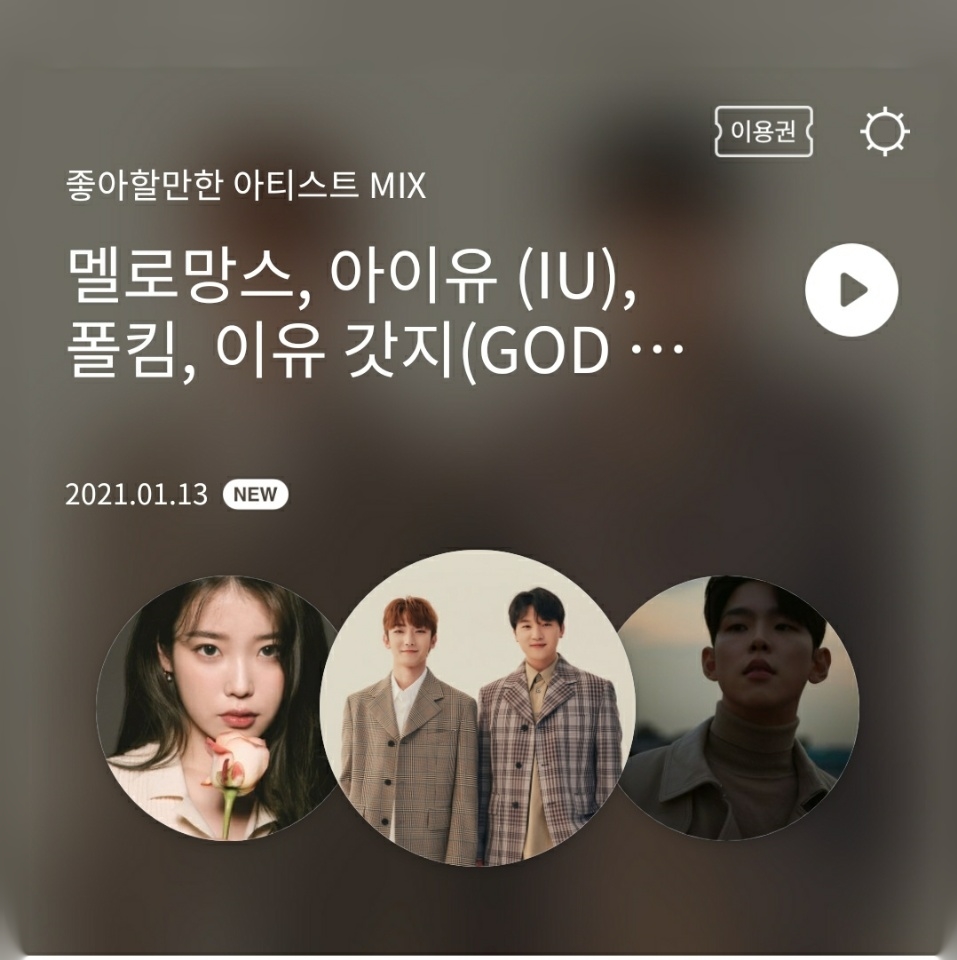 이용권
좋아할만한 아티스트 MIX
멜로망스, 아이유 (IU),
폴킴, 이유 갓지(GOD ⋯
2021.01.13 NEW